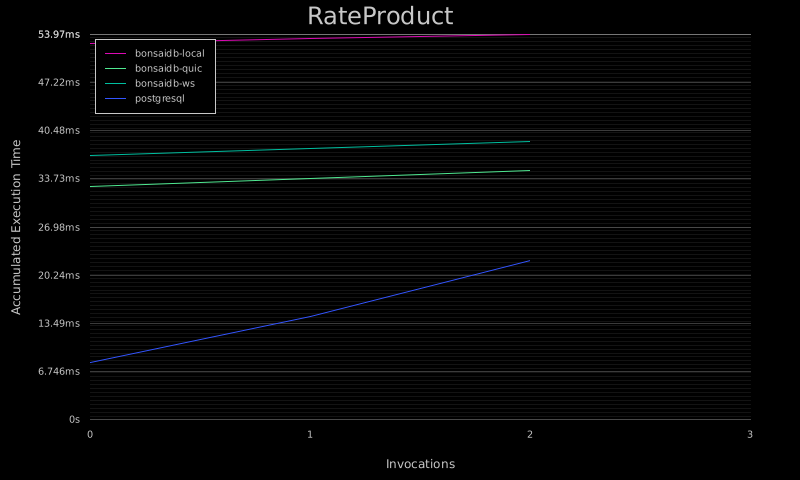 RateProduct
53.97ms
bonsaidb-local
bonsaidb-quic
bonsaidb-ws
postgresql
47.22ms
40.48ms
33.73ms
26.98ms
20.24ms
13.49ms
6.746ms
0s
Accumulated Execution Time
0 1 2 3
Invocations